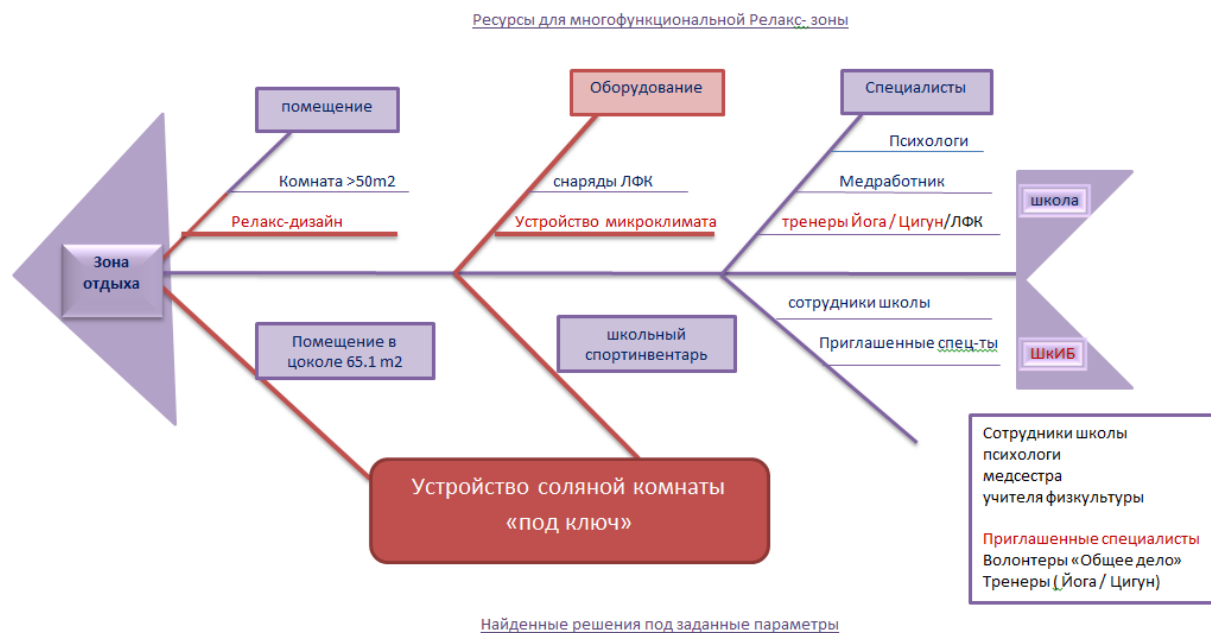 Ресурсы для многофункциональной Релакс- зоны
помещение
Оборудование
Специалисты
Психологи
Комната >50m2
снаряды ЛФК
Медработник
школа
Релакс-дизайн
Устройство микроклимата
тренеры Йога / Цигун/ЛФК
Зона
отдыха
сотрудники школы
Помещение в
цоколе 65.1 m2
школьный
спортинвентарь
Приглашенные спец-ты
ШкИБ
Устройство соляной комнаты
«под ключ»
Сотрудники школы
психологи
медсестра
учителя физкультуры
Приглашенные специалисты
Волонтеры «Общее дело»
Тренеры ( Йога / Цигун)
Найденные решения под заданные параметры